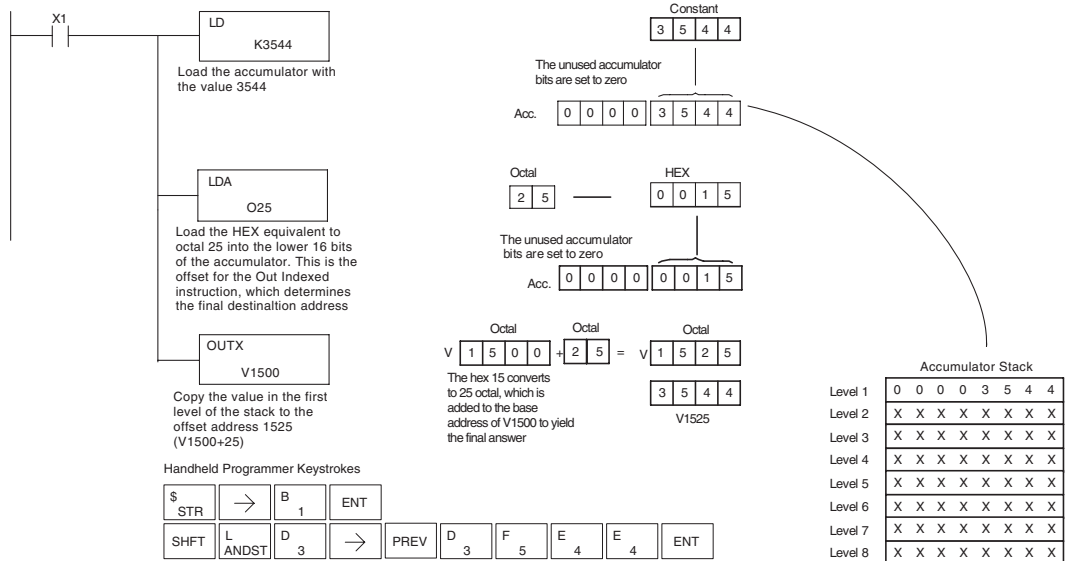 X1
LD
K3544
Load the accumulator with
the value 3544
LDA
O25
Load the HEX equivalent to
octal 25 into the lower 16 bits
of the accumulator. This is the
offset for the Out Indexed
instruction, which determines
the final destinaltion address
OUTX
V1500
Copy the value in the first
level of the stack to the
offset address 1525
(V1500+25)
Constant
3 5 4 4
The unused accumulator
bits are set to zero
Acc. 0 0 0 0 3 5 4 4
Octal HEX
2 5 0 0 1 5
The unused accumulator
bits are set to zero
Acc. 0 0 0 0 0 0 1 5
Octal Octal Octal
V 1 5 0 0 + 2 5 = V 1 5 2 5
The hex 15 converts
to 25 octal, which is
added to the base
address of V1500 to yield
the final answer
3 5 4 4
V1525
Accumulator Stack
Level 1 0 0 0 0 3 5 4 4
Level 2 X X X X X X X X
Level 3 X X X X X X X X
Level 4 X X X X X X X X
Level 5 X X X X X X X X
Level 6 X X X X X X X X
Level 7 X X X X X X X X
Level 8 X X X X X X X X
Handheld Programmer Keystrokes
$ STR → B 1 ENT
SHFT L ANDST D 3 → PREV D 3 F 5 E 4 E 4 ENT